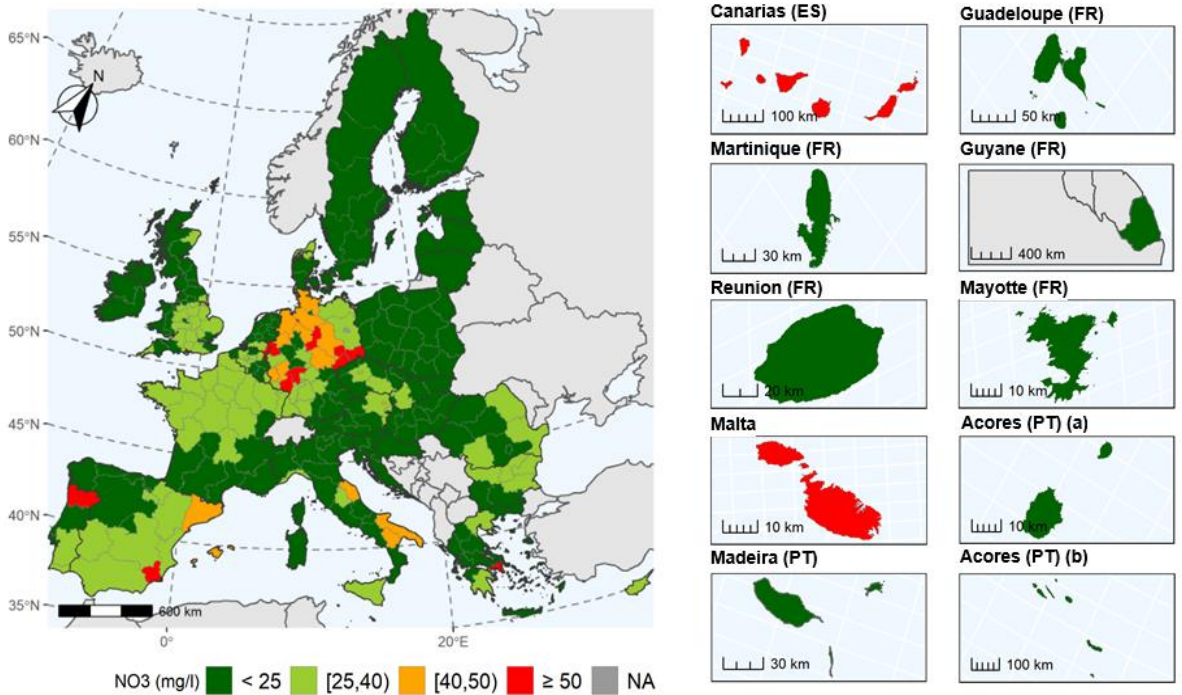 65°N
N
60°N
55°N
50°N
45°N
40°N
35°N
600 km
0°
20°E
NO3 (mg/l) < 25 [25,40) [40,50) ≥ 50 NA
Canarias (ES)
100 km
Guadeloupe (FR)
50 km
Martinique (FR)
30 km
Guyane (FR)
400 km
Reunion (FR)
20 km
Mayotte (FR)
10 km
Malta
10 km
Acores (PT) (a)
10 km
Madeira (PT)
30 km
Acores (PT) (b)
100 km